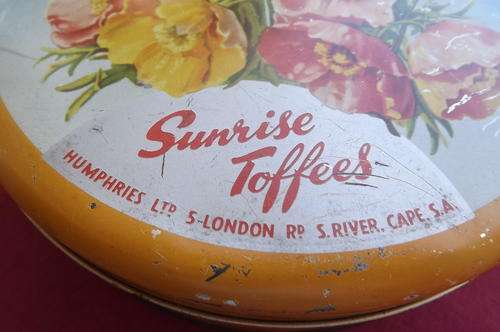 Sunrise
Toffees
HUMPHRIES LTD 5-LONDON RD S.RIVER. CAPE. S.A.